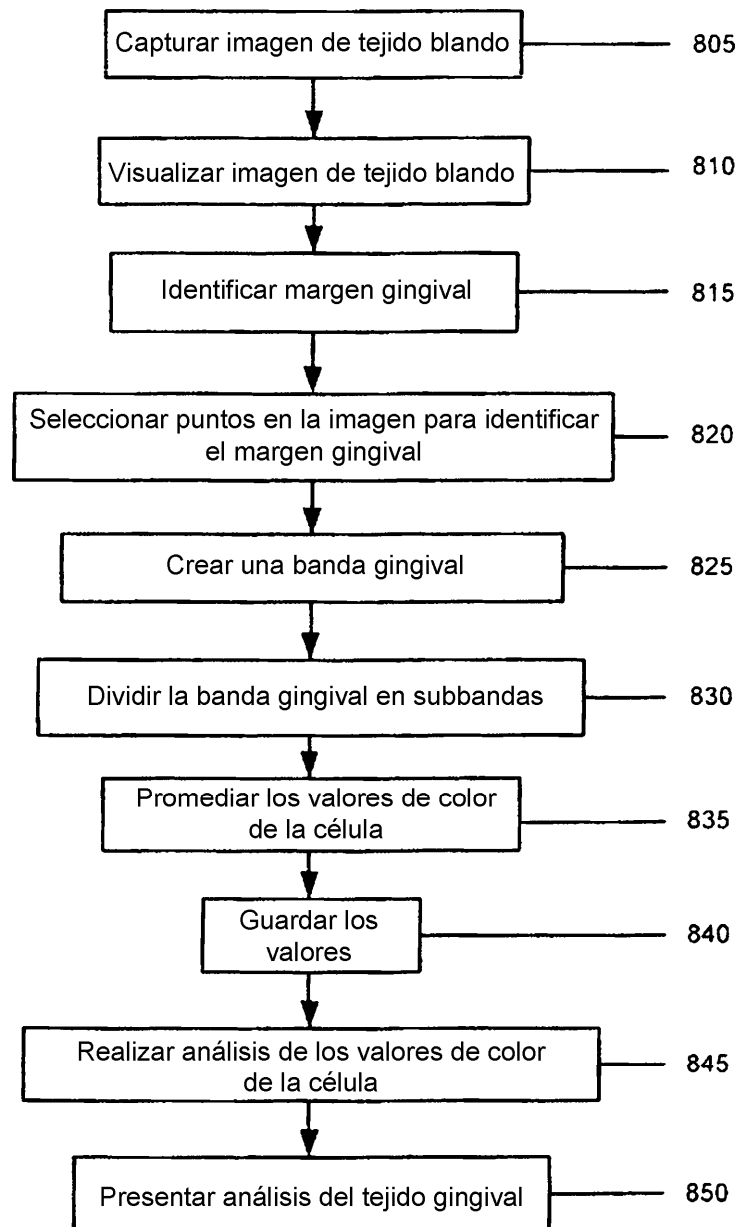 Capturar imagen de tejido blando 805
Visualizar imagen de tejido blando 810
Identificar margen gingival 815
Seleccionar puntos en la imagen para identificar
el margen gingival 820
Crear una banda gingival 825
Dividir la banda gingival en subbandas 830
Promediar los valores de color
de la célula 835
Guardar los
valores 840
Realizar análisis de los valores de color
de la célula 845
Presentar análisis del tejido gingival 850